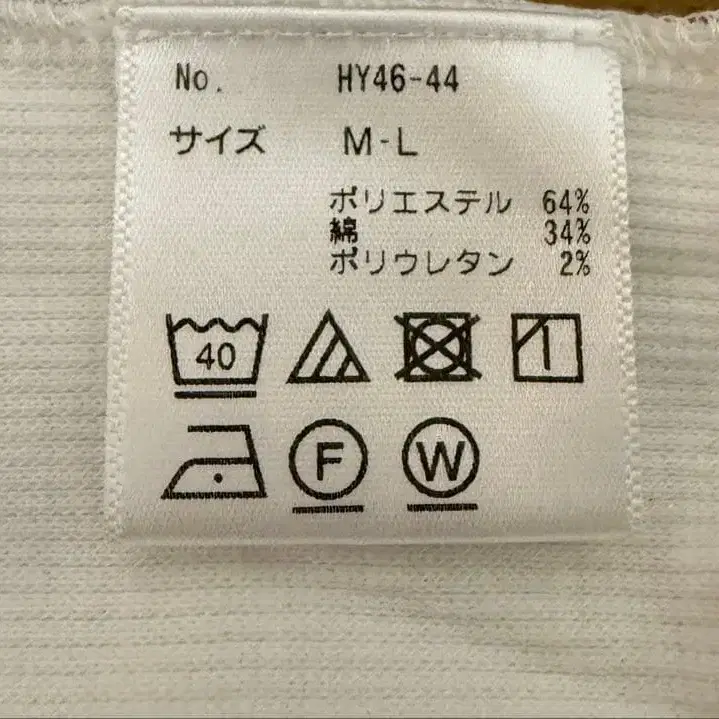 No. HY46-44
サイズ M-L
ポリエステル 64%
綿 34%
ポリウレタン 2%
40
F W